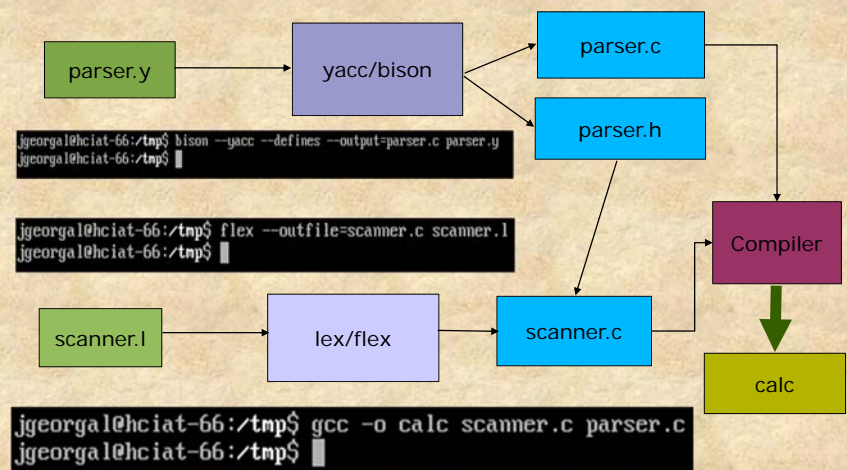 parser.y
yacc/bison
parser.c
parser.h
jgeorgal@hciat-66:/tmp$ bison --yacc --defines --output=parser.c parser.y
jgeorgal@hciat-66:/tmp$
jgeorgal@hciat-66:/tmp$ flex --outfile=scanner.c scanner.l
jgeorgal@hciat-66:/tmp$
Compiler
scanner.l
lex/flex
scanner.c
calc
jgeorgal@hciat-66:/tmp$ gcc -o calc scanner.c parser.c
jgeorgal@hciat-66:/tmp$